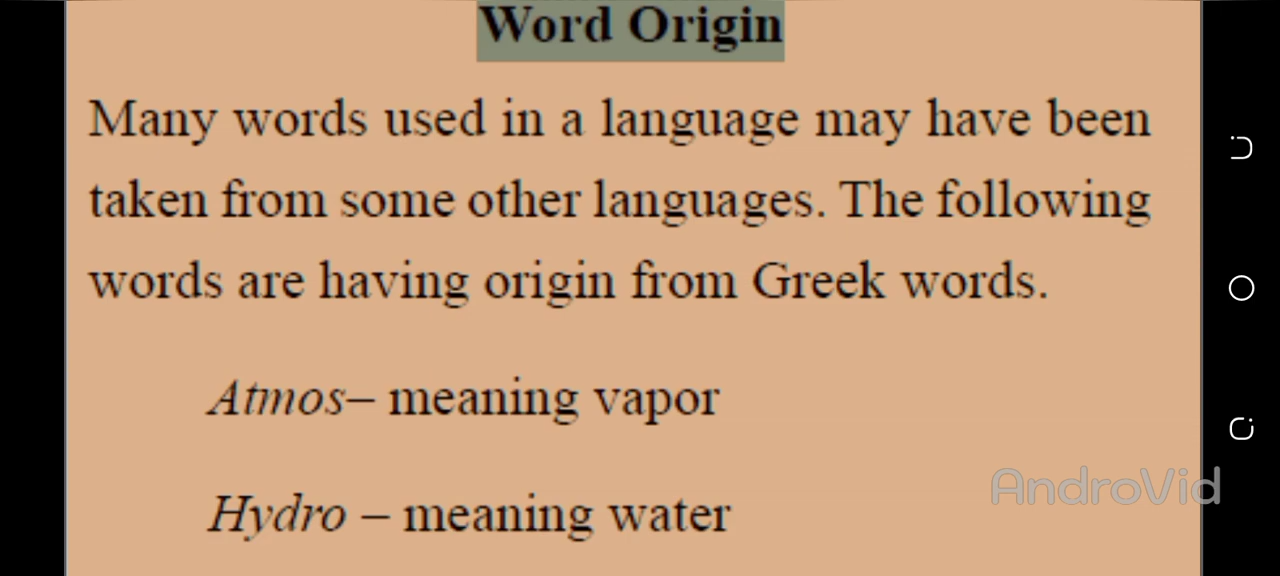 Word Origin
Many words used in a language may have been
taken from some other languages. The following
words are having origin from Greek words.
Atmos– meaning vapor
Hydro – meaning water
AndroVid